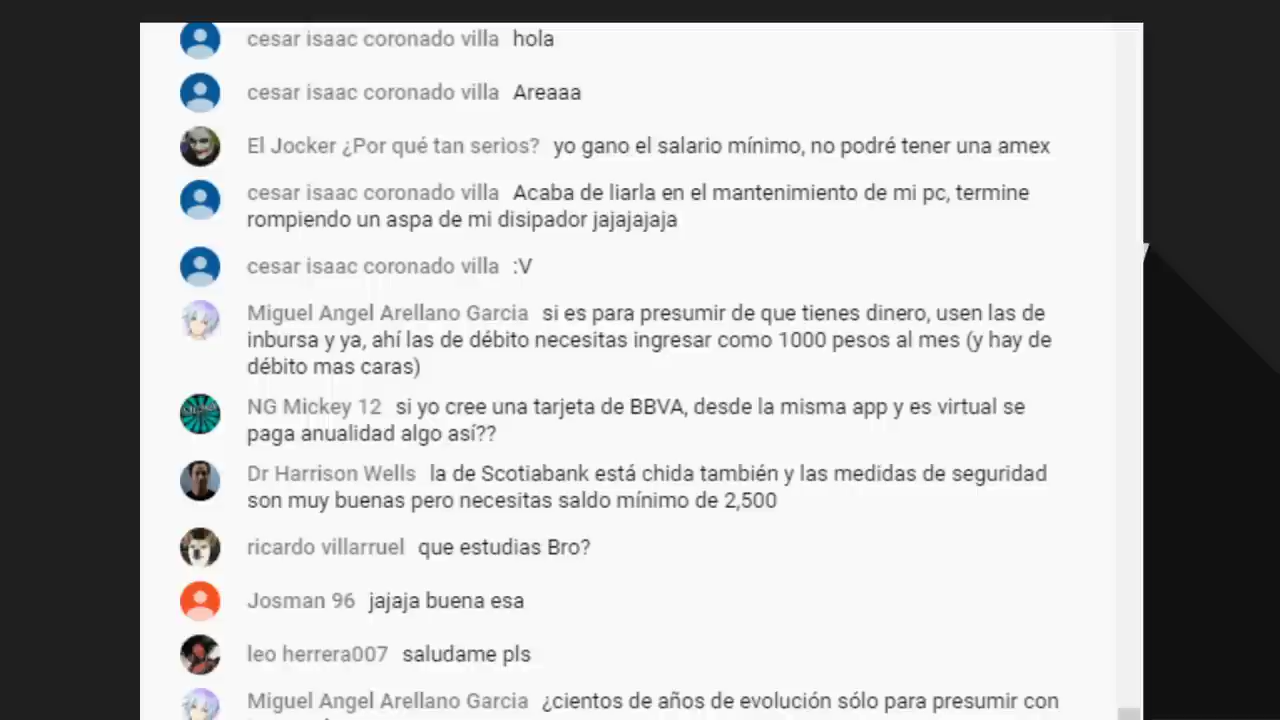 cesar isaac coronado villa hola
cesar isaac coronado villa Areaaa
El Jocker ¿Por qué tan serios? yo gano el salario mínimo, no podré tener una amex
cesar isaac coronado villa Acaba de liarla en el mantenimiento de mi pc, termine
rompiendo un aspa de mi disipador jajajajaja
cesar isaac coronado villa :V
Miguel Angel Arellano Garcia si es para presumir de que tienes dinero, usen las de
inbursa y ya, ahí las de débito necesitas ingresar como 1000 pesos al mes (y hay de
débito mas caras)
NG Mickey 12 si yo cree una tarjeta de BBVA, desde la misma app y es virtual se
paga anualidad algo así??
Dr Harrison Wells la de Scotiabank está chida también y las medidas de seguridad
son muy buenas pero necesitas saldo mínimo de 2,500
ricardo villarruel que estudias Bro?
Josman 96 jajaja buena esa
leo herrera007 saludame pls
Miguel Angel Arellano Garcia ¿cientos de años de evolución sólo para presumir con